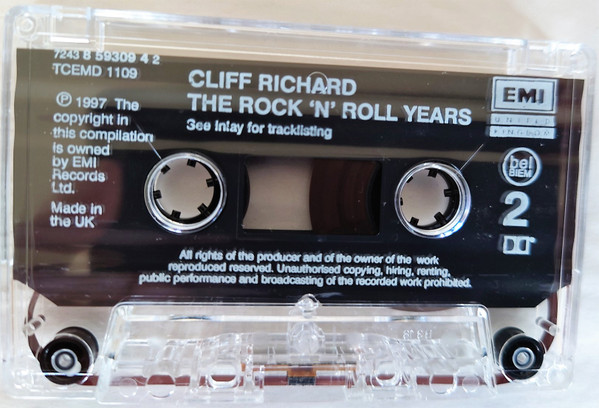 7243 8 59309 4 2
TCEMD 1109
CLIFF RICHARD
THE ROCK 'N' ROLL YEARS
See inlay for tracklisting
℗ 1997 The
copyright in
this compilation
is owned
by EMI
Records
Ltd.
Made in
the UK
EMI
UNITED
KINGDOM
bel
BIEM
2
All rights of the producer and of the owner of the work
reproduced reserved. Unauthorised copying, hiring, renting,
public performance and broadcasting of the recorded work prohibited.